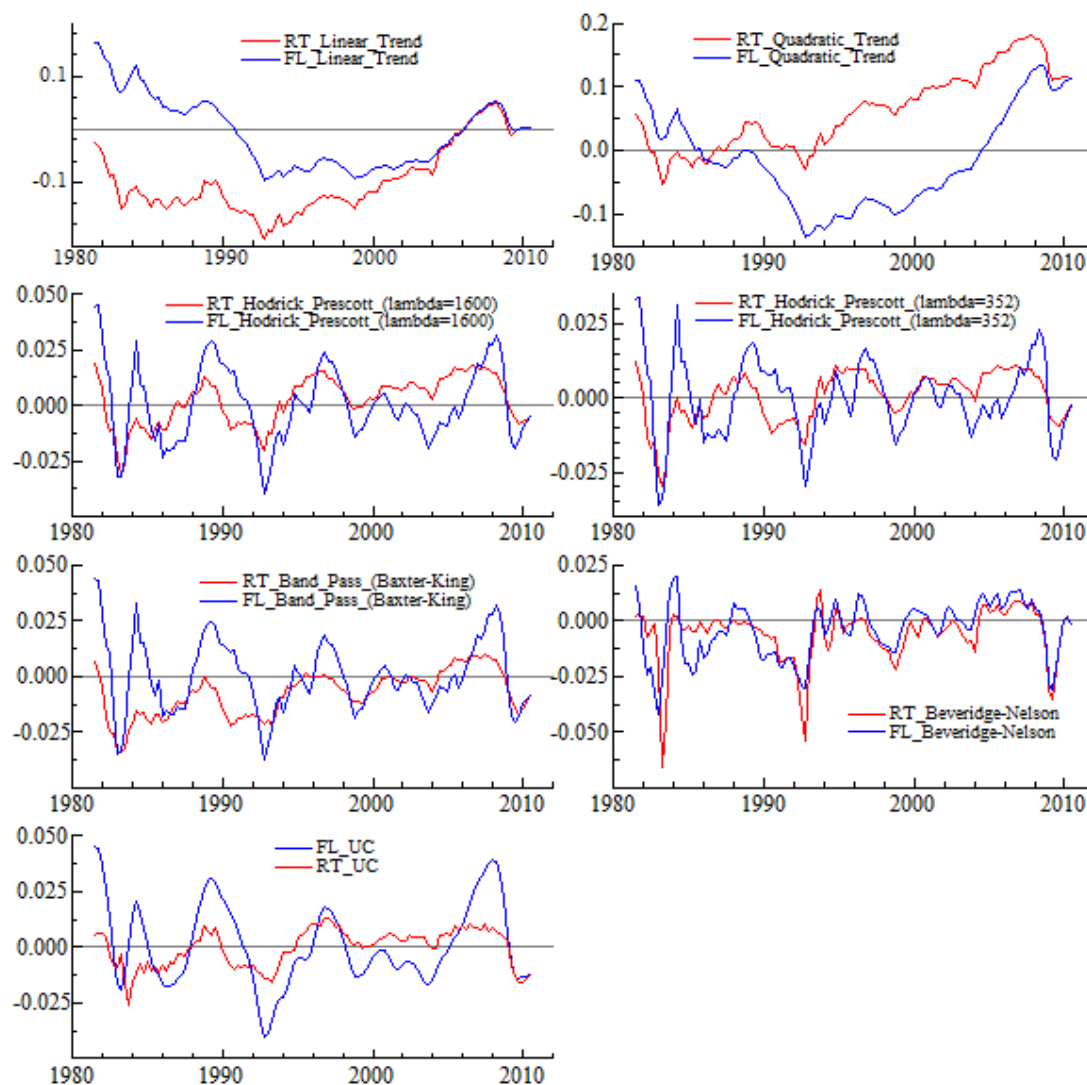 RT_Linear_Trend
FL_Linear_Trend
0.1
-0.1
1980 1990 2000 2010
0.2
RT_Quadratic_Trend
FL_Quadratic_Trend
0.1
0.0
-0.1
1980 1990 2000 2010
0.050
RT_Hodrick_Prescott_(lambda=1600)
FL_Hodrick_Prescott_(lambda=1600)
0.025
0.000
-0.025
1980 1990 2000 2010
RT_Hodrick_Prescott_(lambda=352)
FL_Hodrick_Prescott_(lambda=352)
0.025
0.000
-0.025
1980 1990 2000 2010
0.050
RT_Band_Pass_(Baxter-King)
FL_Band_Pass_(Baxter-King)
0.025
0.000
-0.025
1980 1990 2000 2010
0.025
0.000
-0.025
-0.050
RT_Beveridge-Nelson
FL_Beveridge-Nelson
1980 1990 2000 2010
0.050
FL_UC
RT_UC
0.025
0.000
-0.025
1980 1990 2000 2010